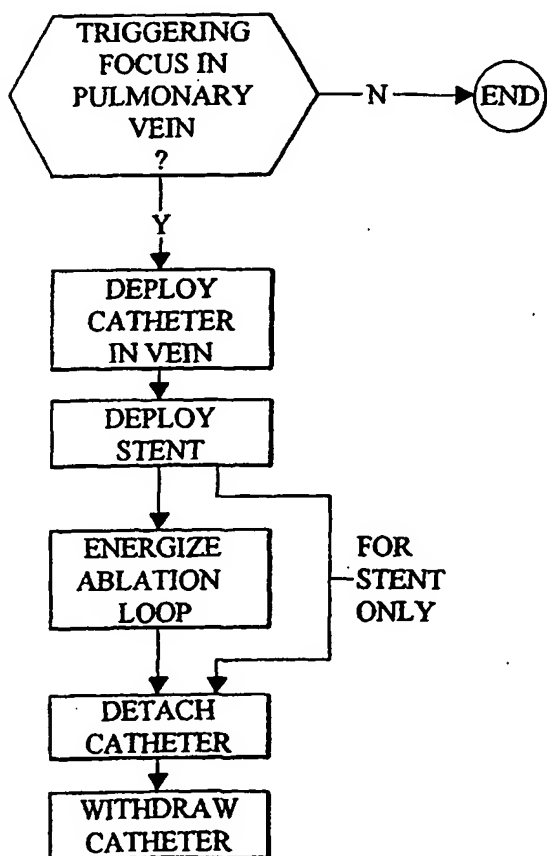 TRIGGERING
FOCUS IN
PULMONARY
VEIN
?
N
END
Y
DEPLOY
CATHETER
IN VEIN
DEPLOY
STENT
ENERGIZE
ABLATION
LOOP
FOR
STENT
ONLY
DETACH
CATHETER
WITHDRAW
CATHETER